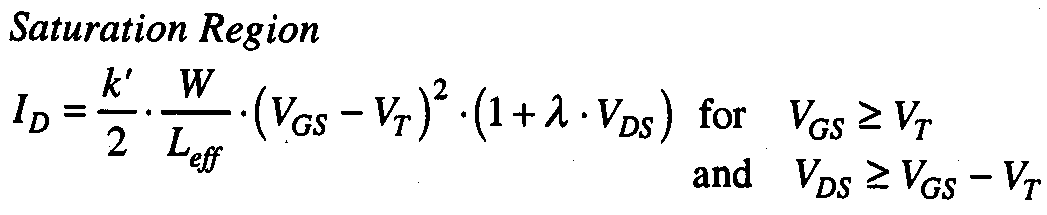 Saturation Region
I_D = k'/2 · W/L_eff · (V_GS − V_T)^2 · (1 + λ · V_DS) for V_GS ≥ V_T
and V_DS ≥ V_GS − V_T